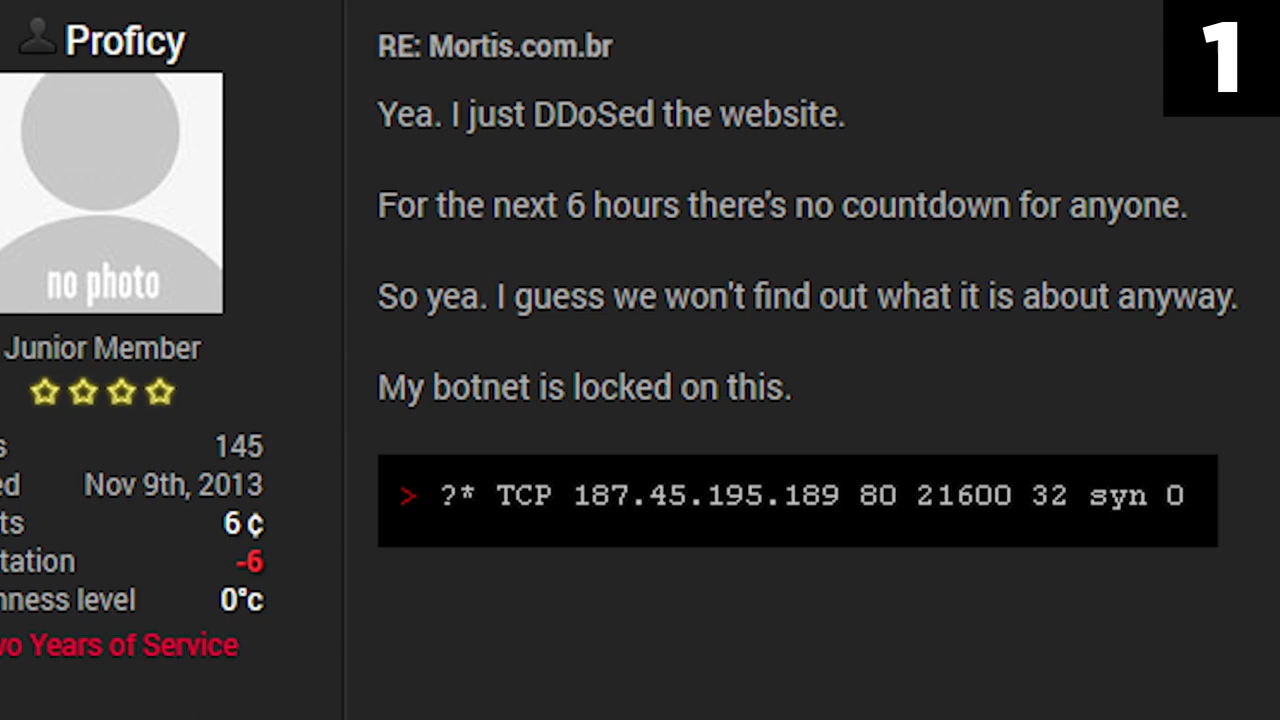 Proficy
no photo
Junior Member
s 145
ed Nov 9th, 2013
ts 6 ¢
tation -6
nness level 0°c
wo Years of Service
RE: Mortis.com.br
Yea. I just DDoSed the website.
For the next 6 hours there's no countdown for anyone.
So yea. I guess we won't find out what it is about anyway.
My botnet is locked on this.
> ?* TCP 187.45.195.189 80 21600 32 syn 0
1